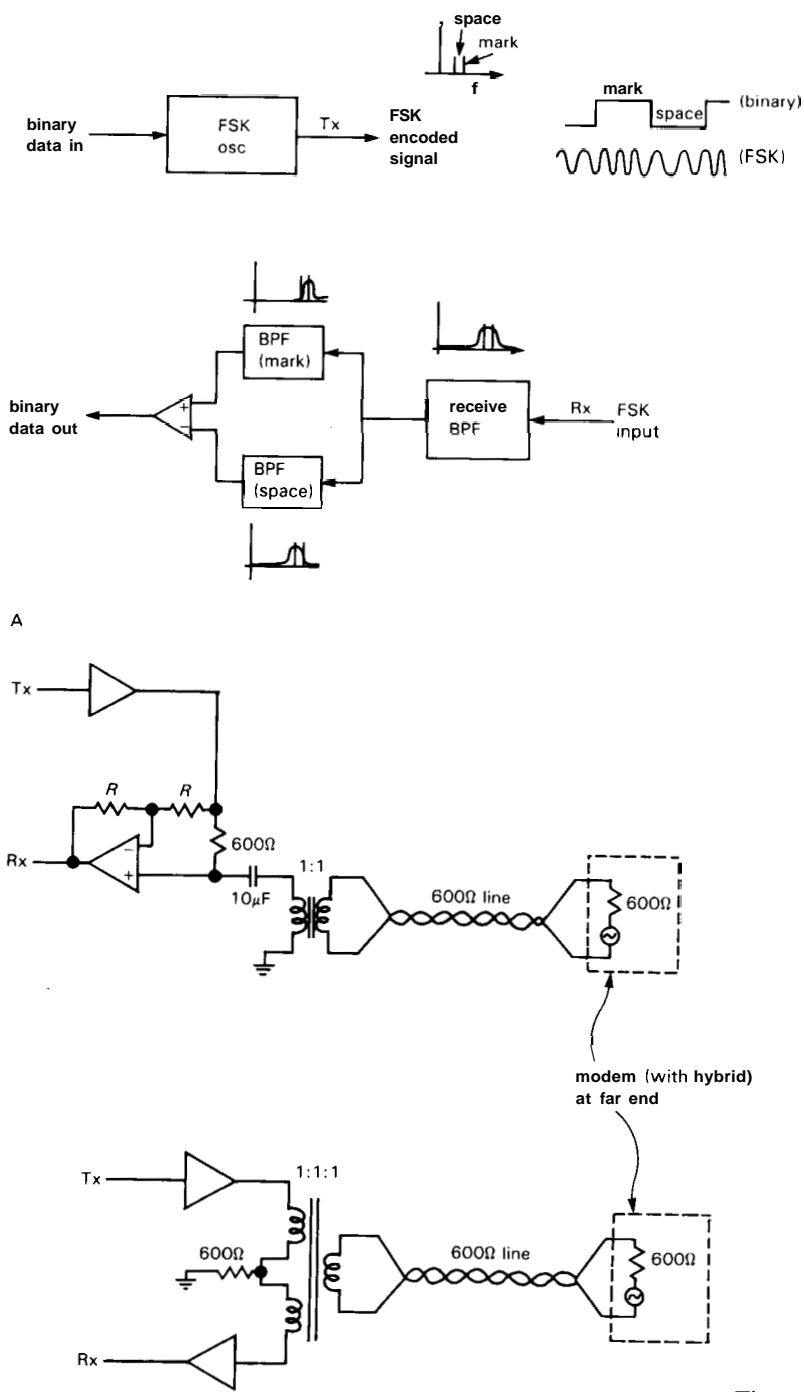 space
mark
f
binary
data in
FSK
osc
Tx
FSK
encoded
signal
mark
space
(binary)
(FSK)
BPF
(mark)
binary
data out
+
−
receive
BPF
Rx
FSK
input
BPF
(space)
A
Tx
R
R
Rx
−
+
600Ω
10μF
1:1
600Ω line
600Ω
modem (with hybrid)
at far end
Tx
1:1:1
600Ω
600Ω line
600Ω
Rx